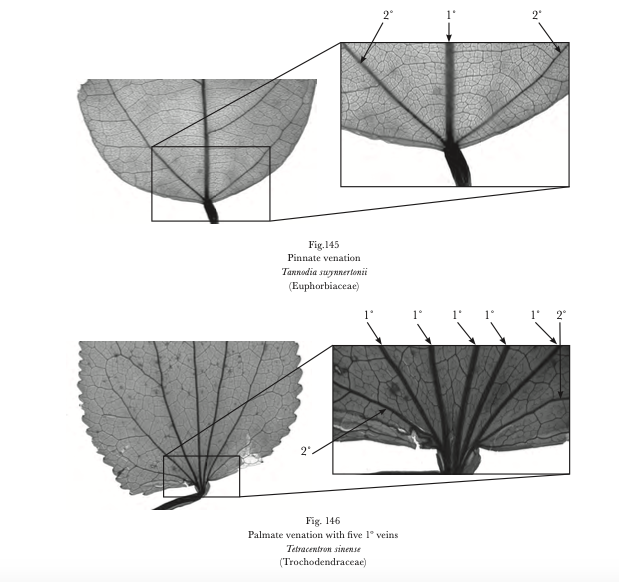 2° 1° 2°
Fig.145
Pinnate venation
Tannodia swynnertonii
(Euphorbiaceae)
1° 1° 1° 1° 1° 2°
2°
Fig. 146
Palmate venation with five 1° veins
Tetracentron sinense
(Trochodendraceae)